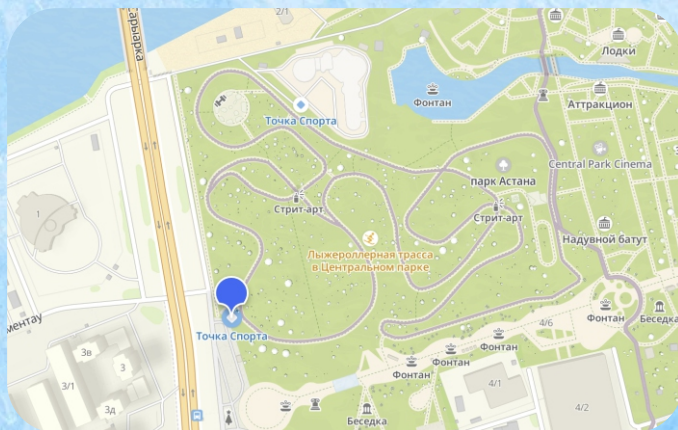 Сарыарка
2/1
Лодки
Фонтан
Аттракцион
Точка Спорта
Central Park Cinema
парк Астана
1
Стрит-арт
Стрит-арт
Надувной батут
Лыжероллерная трасса
в Центральном парке
ментау
Точка Спорта
4/6
Фонтан
Беседка
3в
3
Фонтан
Фонтан
Фонтан
3/1
3д
4/1
4/2
Беседка